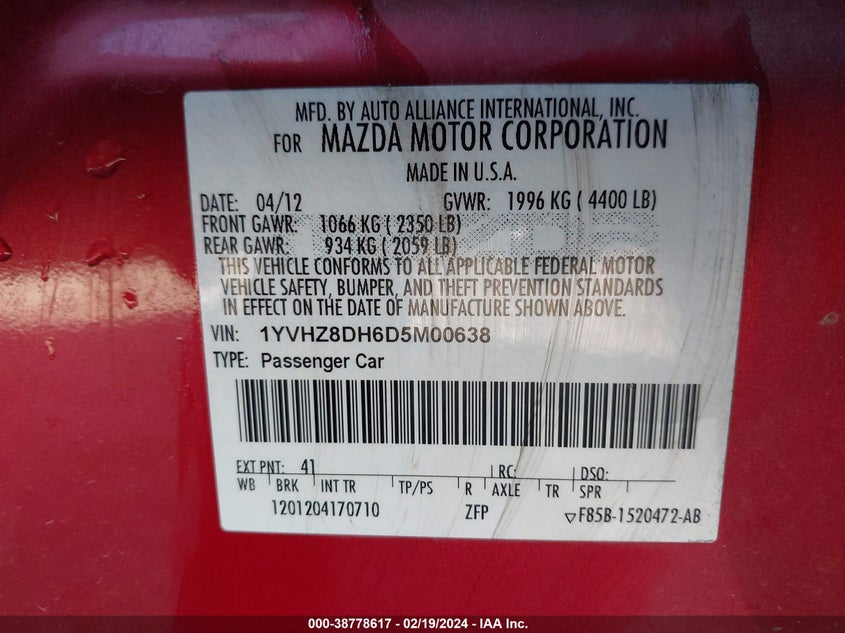 MFD. BY AUTO ALLIANCE INTERNATIONAL, INC.
FOR MAZDA MOTOR CORPORATION
MADE IN U.S.A.
DATE: 04/12 GVWR: 1996 KG ( 4400 LB)
FRONT GAWR: 1066 KG ( 2350 LB)
REAR GAWR: 934 KG ( 2059 LB)
THIS VEHICLE CONFORMS TO ALL APPLICABLE FEDERAL MOTOR
VEHICLE SAFETY, BUMPER, AND THEFT PREVENTION STANDARDS
IN EFFECT ON THE DATE OF MANUFACTURE SHOWN ABOVE.
VIN: 1YVHZ8DH6D5M00638
TYPE: Passenger Car
EXT PNT: 41 RC: DSO:
WB BRK INT TR TP/PS R AXLE TR SPR
1201204170710 ZFP ▽FB5B-1520472-AB
000-38778617 - 02/19/2024 - IAA Inc.